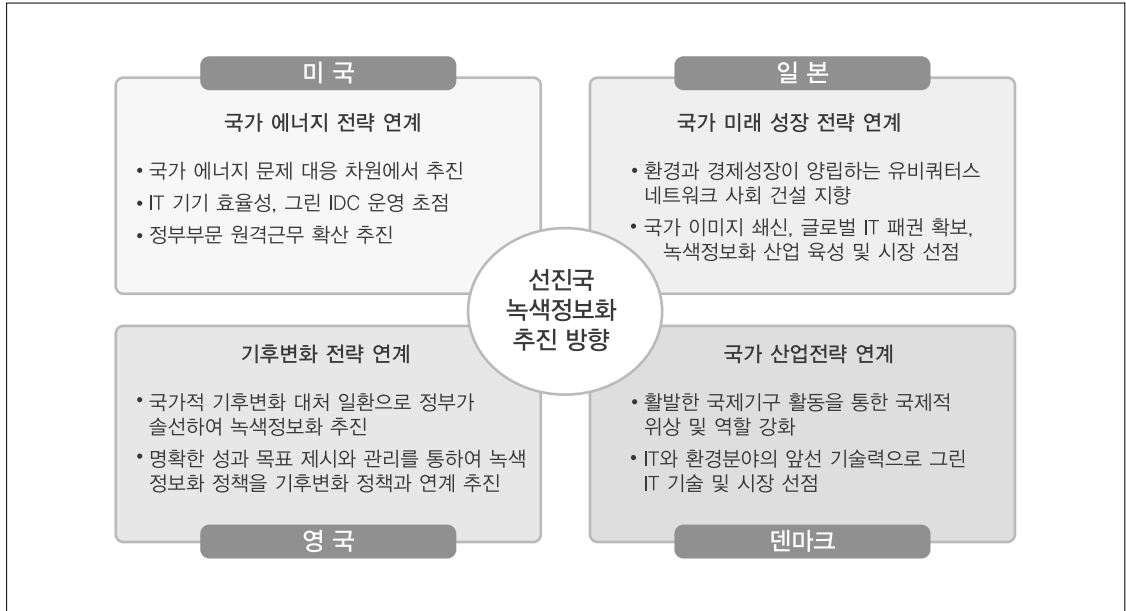 미 국
국가 에너지 전략 연계
• 국가 에너지 문제 대응 차원에서 추진
• IT 기기 효율성, 그린 IDC 운영 초점
• 정부부문 원격근무 확산 추진
일 본
국가 미래 성장 전략 연계
• 환경과 경제성장이 양립하는 유비쿼터스
네트워크 사회 건설 지향
• 국가 이미지 쇄신, 글로벌 IT 패권 확보,
녹색정보화 산업 육성 및 시장 선점
선진국
녹색정보화
추진 방향
기후변화 전략 연계
• 국가적 기후변화 대처 일환으로 정부가
솔선하여 녹색정보화 추진
• 명확한 성과 목표 제시와 관리를 통하여 녹색
정보화 정책을 기후변화 정책과 연계 추진
영 국
국가 산업전략 연계
• 활발한 국제기구 활동을 통한 국제적
위상 및 역할 강화
• IT와 환경분야의 앞선 기술력으로 그린
IT 기술 및 시장 선점
덴마크